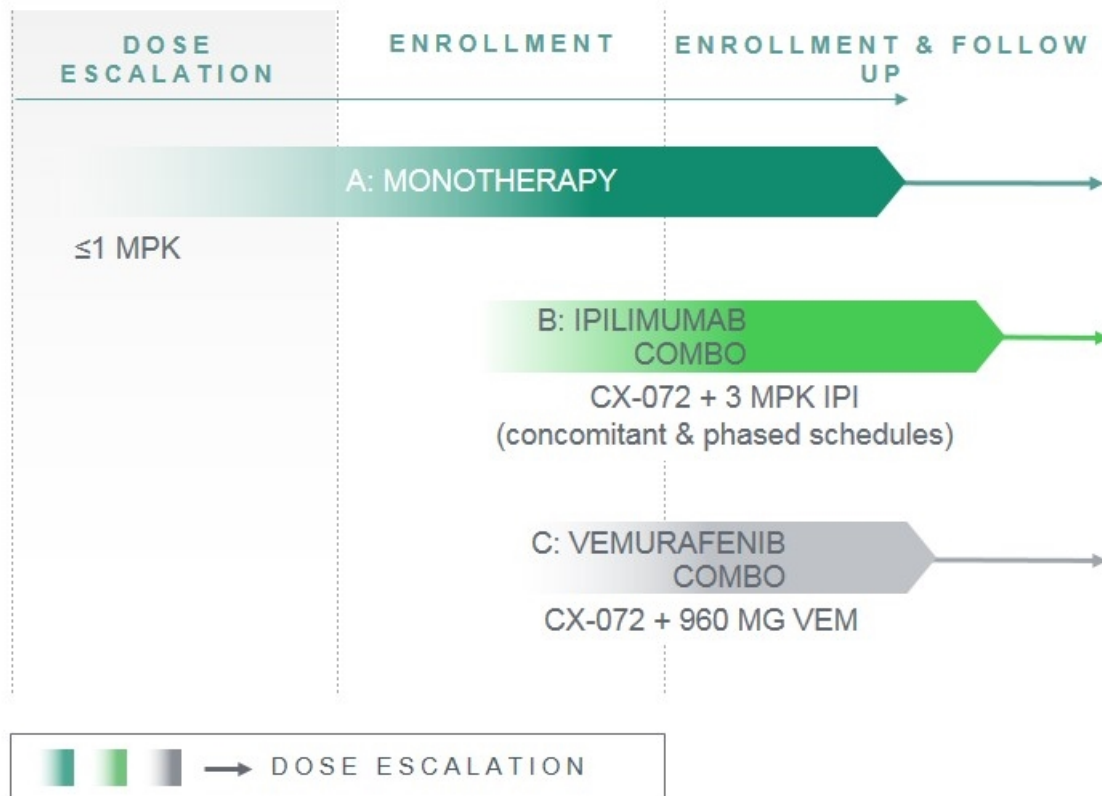 DOSE
ESCALATION
ENROLLMENT
ENROLLMENT & FOLLOW
UP
A: MONOTHERAPY
≤1 MPK
B: IPILIMUMAB
COMBO
CX-072 + 3 MPK IPI
(concomitant & phased schedules)
C: VEMURAFENIB
COMBO
CX-072 + 960 MG VEM
DOSE ESCALATION